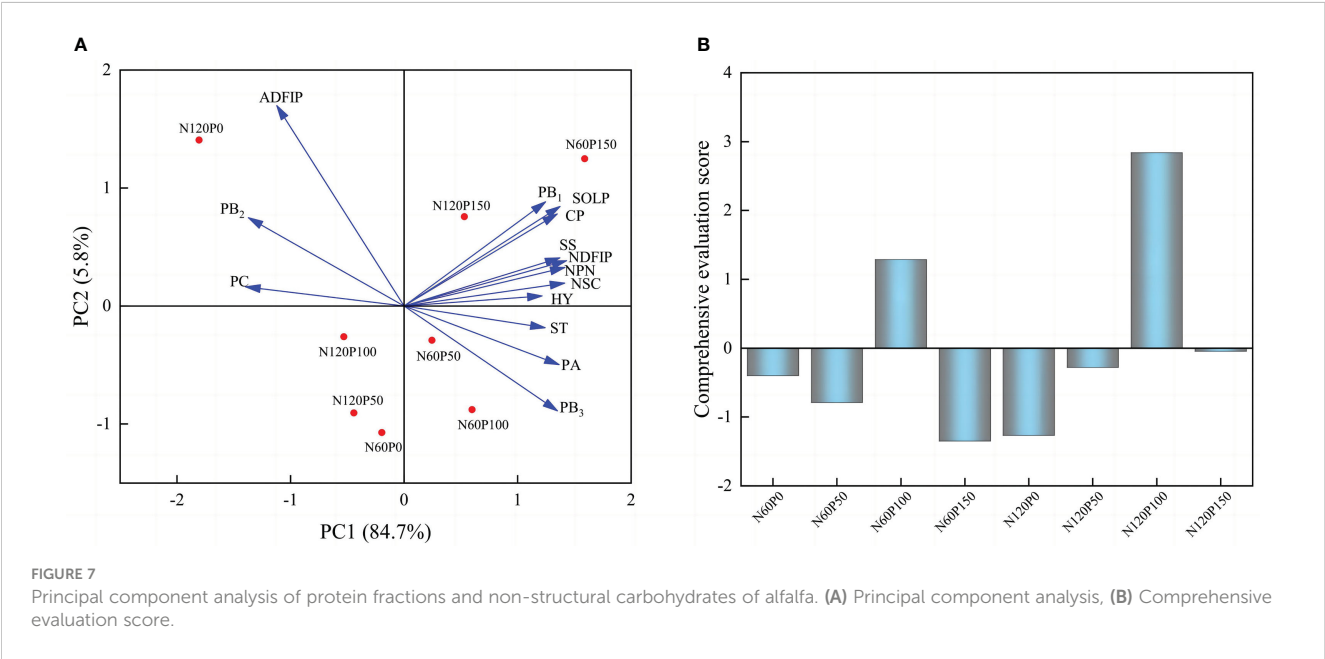 A
B
2
1
0
-1
-2
-1
0
1
2
PC2 (5.8%)
PC1 (84.7%)
ADFIP
N120P0
N60P150
PB2
PB1
SOLP
N120P150
CP
SS
NDFIP
PC
NPN
NSC
HY
ST
N120P100
N60P50
PA
N120P50
PB3
N60P100
N60P0
4
3
2
1
0
-1
-2
Comprehensive evaluation score
N60P0
N60P50
N60P100
N60P150
N120P0
N120P50
N120P100
N120P150
FIGURE 7
Principal component analysis of protein fractions and non-structural carbohydrates of alfalfa. (A) Principal component analysis, (B) Comprehensive
evaluation score.